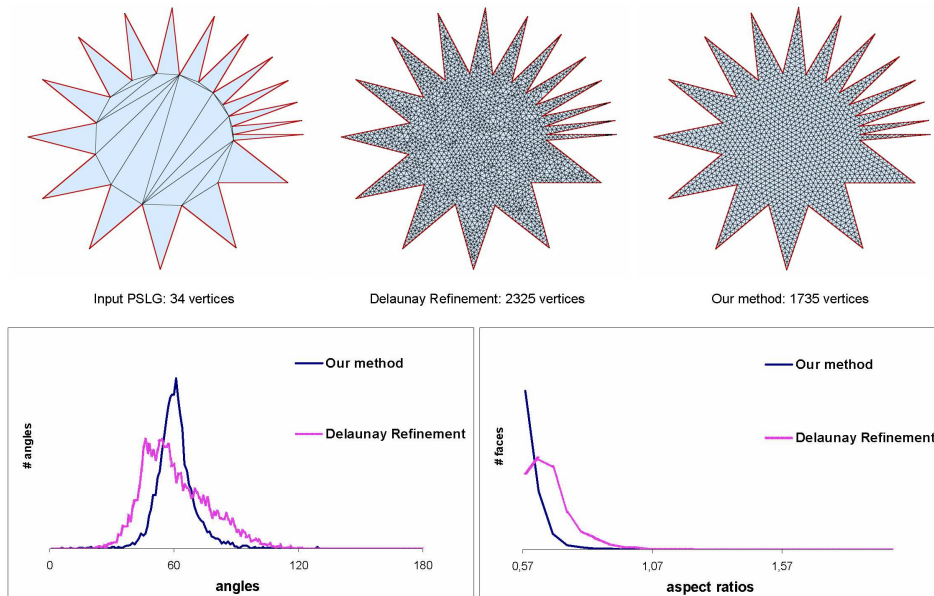 Input PSLG: 34 vertices
Delaunay Refinement: 2325 vertices
Our method: 1735 vertices
# angles
Our method
Delaunay Refinement
0
60
120
180
angles
# faces
Our method
Delaunay Refinement
0,57
1,07
1,57
aspect ratios